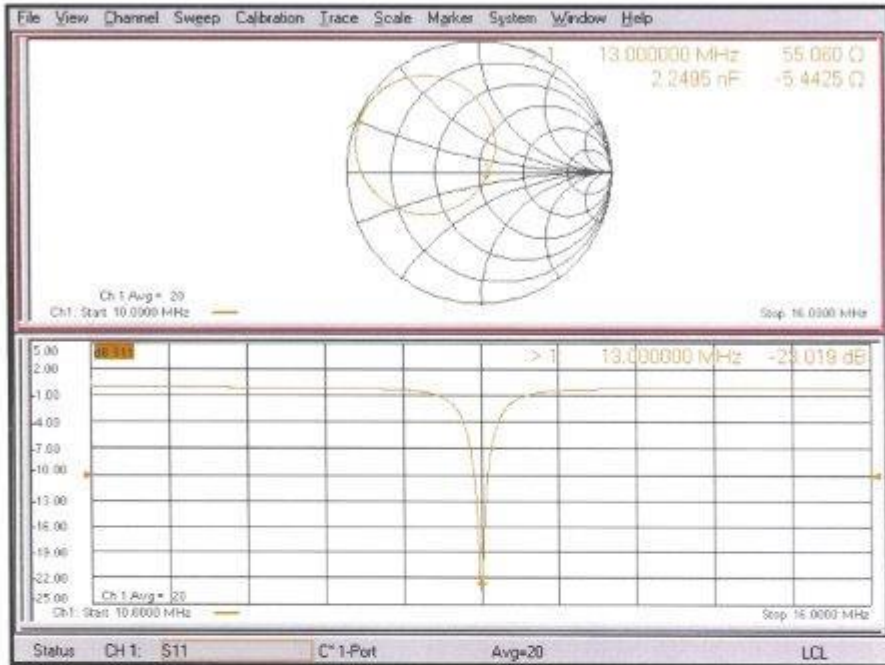 File View Channel Sweep Calibration Trace Scale Marker System Window Help
> 1 13.000000 MHz 55.060 Ω
2.2495 nF -5.4425 Ω
Ch 1 Avg = 20
Ch1: Start 10.0000 MHz
Stop 16.0000 MHz
5.00
dB S11
> 1 13.000000 MHz -23.019 dB
2.00
-1.00
-4.00
-7.00
-10.00
-13.00
-16.00
-19.00
-22.00
-25.00
Ch 1 Avg = 20
Ch1: Start 10.0000 MHz
Stop 16.0000 MHz
Status CH 1: S11 C* 1-Port Avg=20 LCL